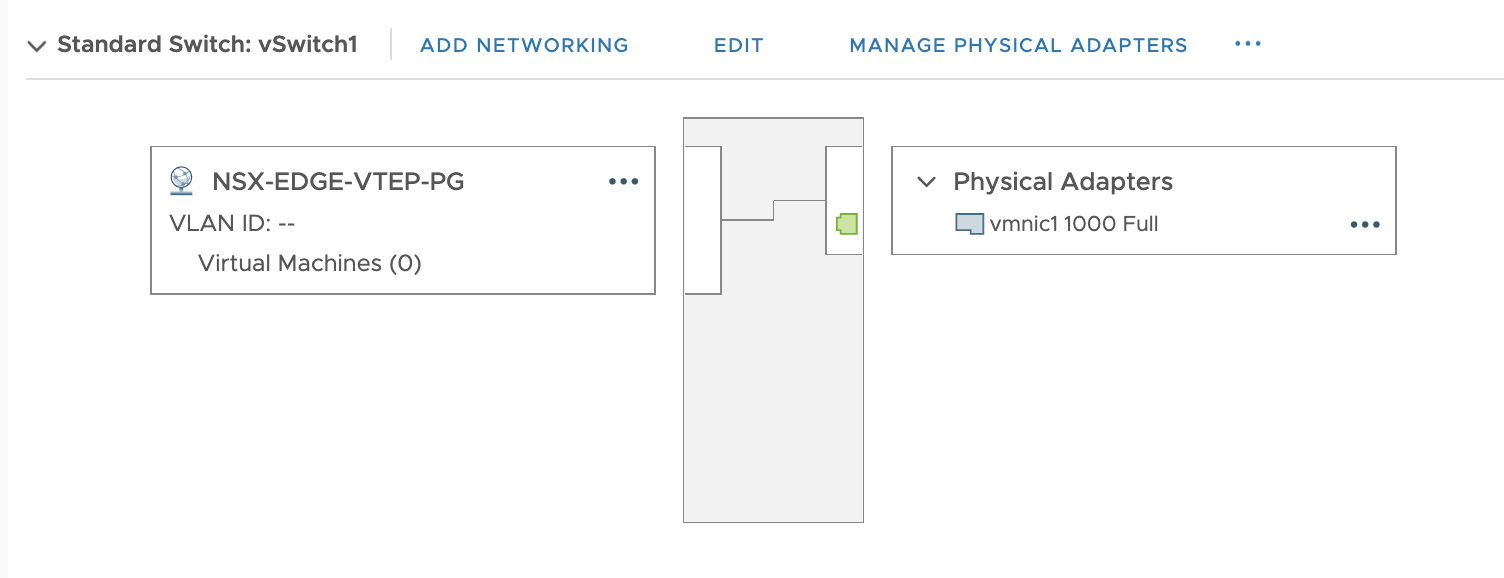 Standard Switch: vSwitch1 ADD NETWORKING EDIT MANAGE PHYSICAL ADAPTERS ...
NSX-EDGE-VTEP-PG ...
VLAN ID: --
Virtual Machines (0)
Physical Adapters
vmnic1 1000 Full ...